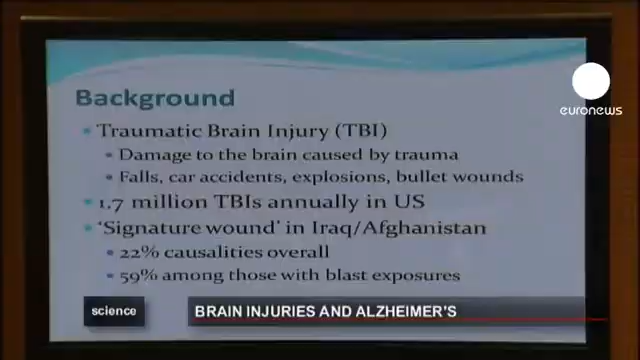 Background
• Traumatic Brain Injury (TBI)
• Damage to the brain caused by trauma
• Falls, car accidents, explosions, bullet wounds
• 1.7 million TBIs annually in US
• 'Signature wound' in Iraq/Afghanistan
• 22% causalities overall
• 59% among those with blast exposures
euronews
science
BRAIN INJURIES AND ALZHEIMER'S